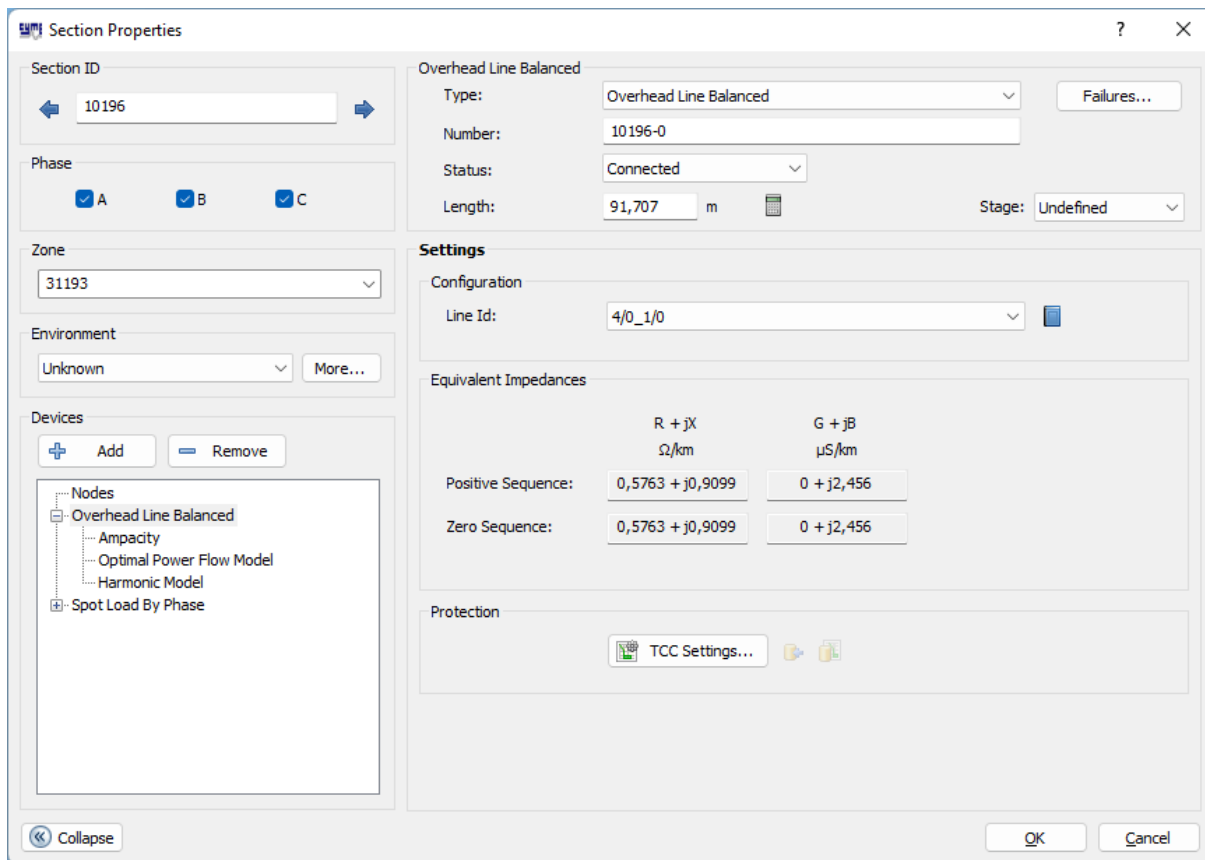 CYME Section Properties ?
Section ID
10196
Phase
A B C
Zone
31193
Environment
Unknown More...
Devices
Add Remove
Nodes
Overhead Line Balanced
Ampacity
Optimal Power Flow Model
Harmonic Model
Spot Load By Phase
Overhead Line Balanced
Type: Overhead Line Balanced Failures...
Number: 10196-0
Status: Connected
Length: 91,707 m Stage: Undefined
Settings
Configuration
Line Id: 4/0_1/0
Equivalent Impedances
R + jX G + jB
Ω/km µS/km
Positive Sequence: 0,5763 + j0,9099 0 + j2,456
Zero Sequence: 0,5763 + j0,9099 0 + j2,456
Protection
TCC Settings...
Collapse OK Cancel